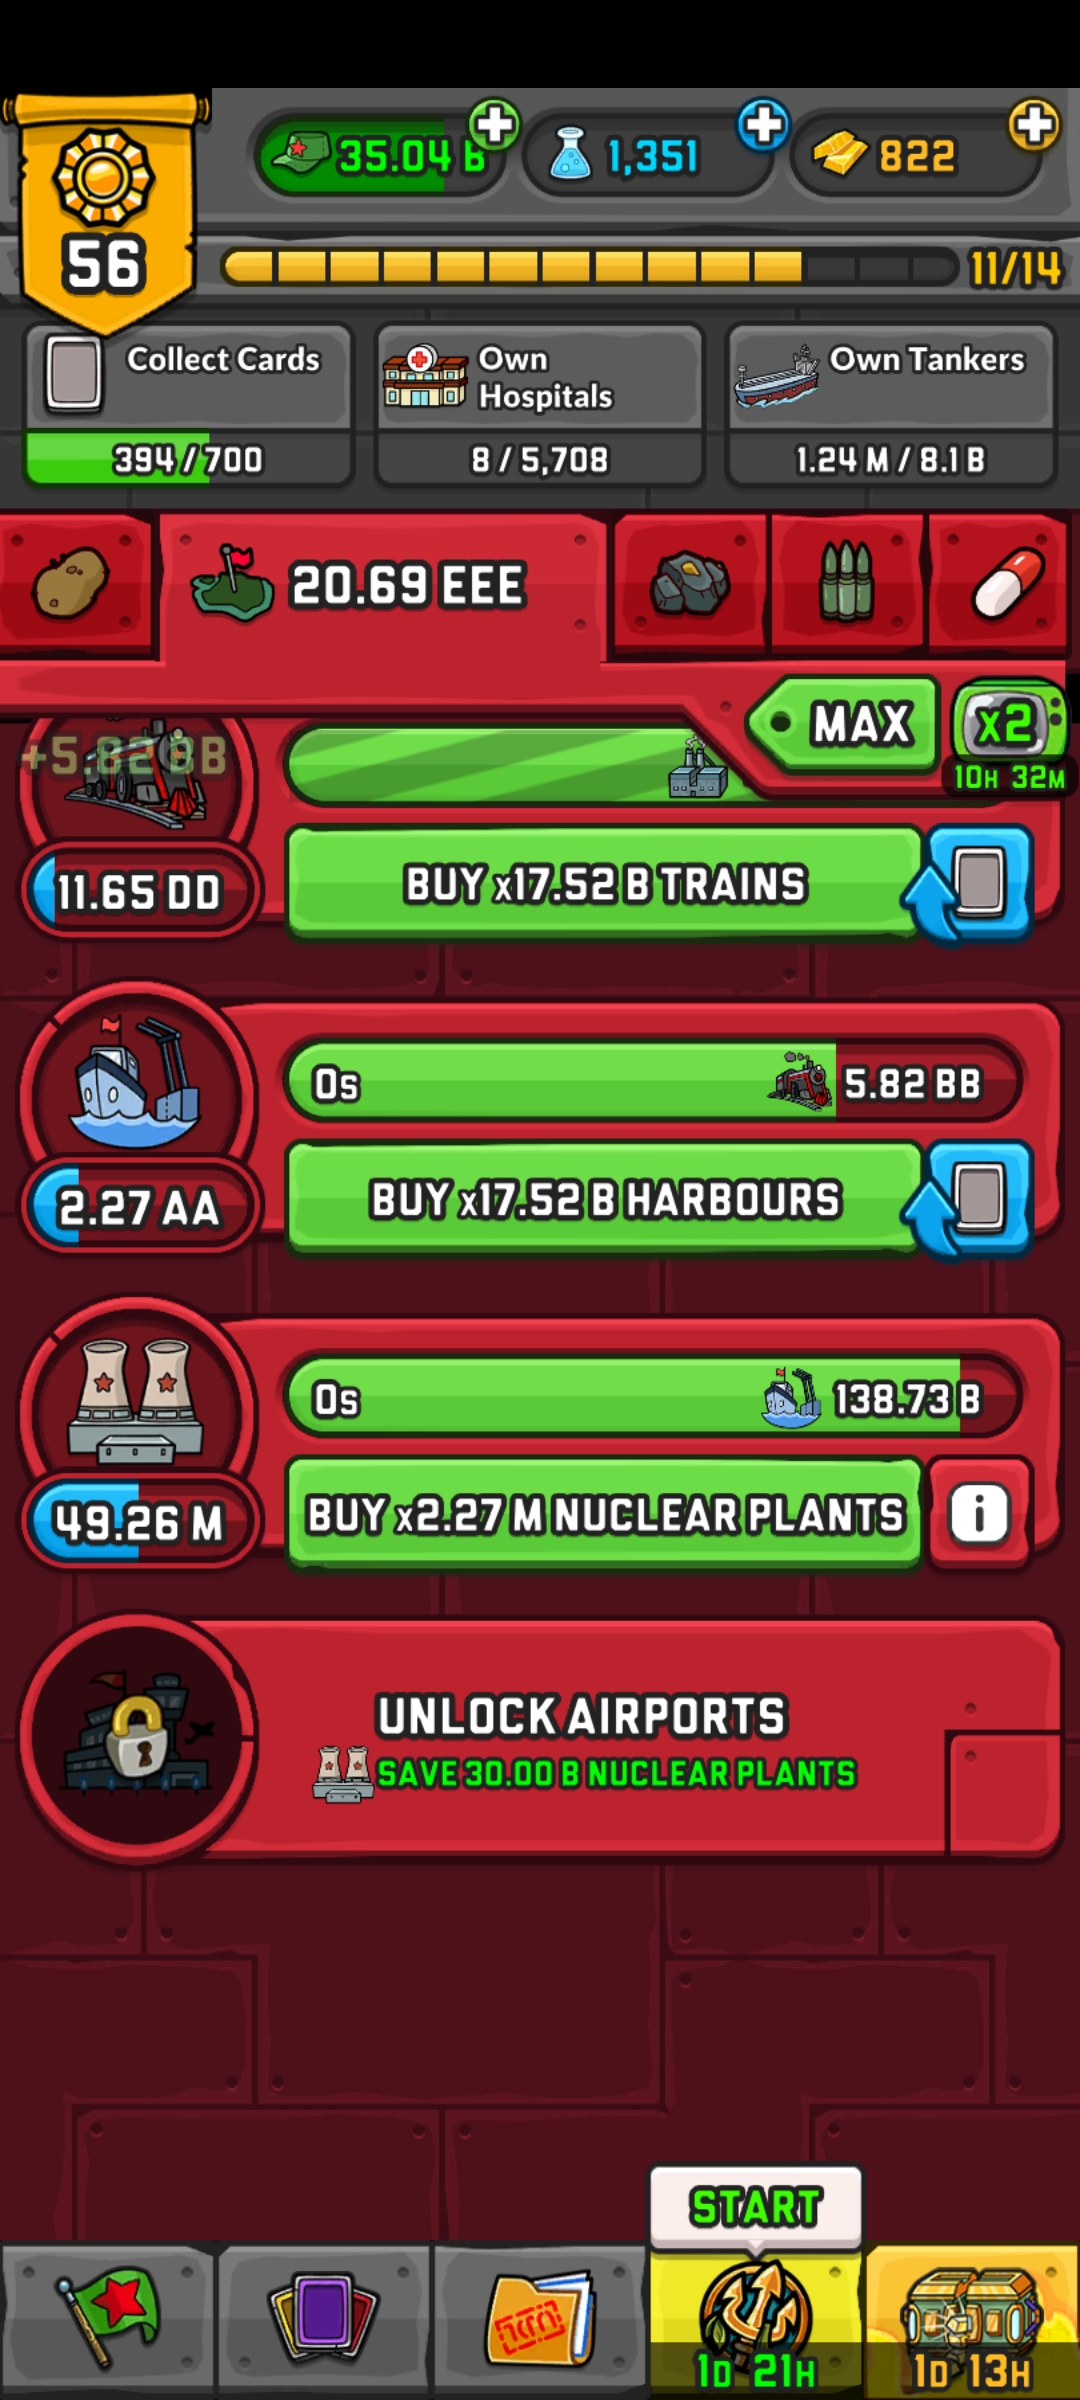 35.04 B
1,351
822
56
11/14
Collect Cards
394/700
Own
Hospitals
8/5,708
Own Tankers
1.24 M/8.1 B
20.69 EEE
MAX
x2
10H 32M
+5.82 BB
11.65 DD
BUY x17.52 B TRAINS
0s
5.82 BB
2.27 AA
BUY x17.52 B HARBOURS
0s
138.73 B
49.26 M
BUY x2.27 M NUCLEAR PLANTS
i
UNLOCK AIRPORTS
SAVE 30.00 B NUCLEAR PLANTS
START
1D 21H
1D 13H